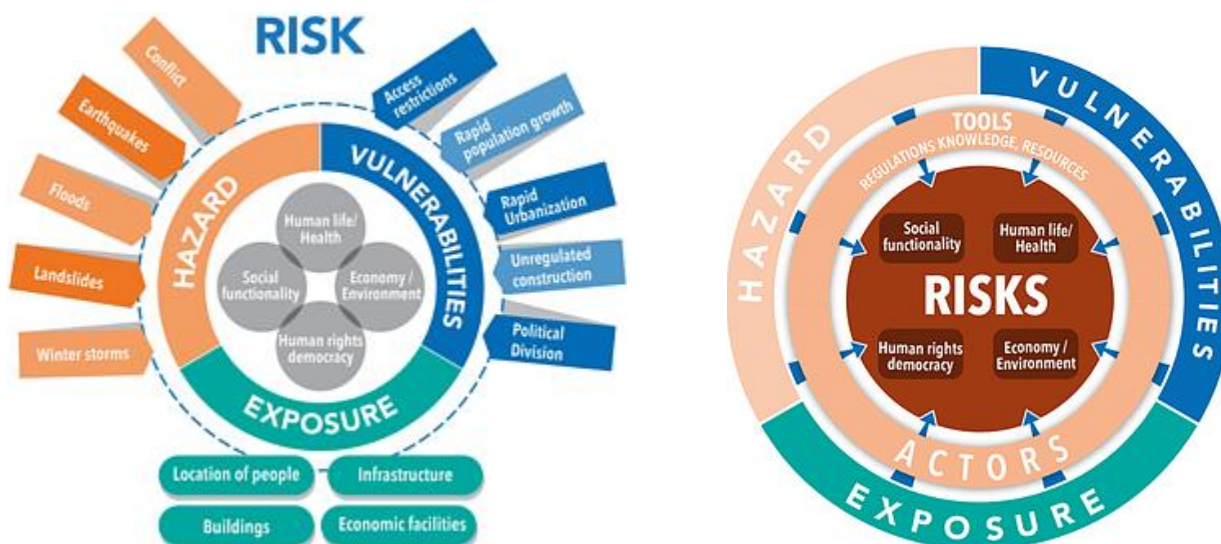 RISK
Conflict
Earthquakes
Floods
Landslides
Winter storms
Access
restrictions
Rapid
population growth
Rapid
Urbanization
Unregulated
construction
Political
Division
HAZARD
VULNERABILITIES
EXPOSURE
Human life/
Health
Social
functionality
Economy /
Environment
Human rights
democracy
Location of people
Infrastructure
Buildings
Economic facilities
HAZARD
VULNERABILITIES
EXPOSURE
TOOLS
REGULATIONS KNOWLEDGE, RESOURCES
Social
functionality
Human life/
Health
RISKS
Human rights
democracy
Economy /
Environment
ACTORS